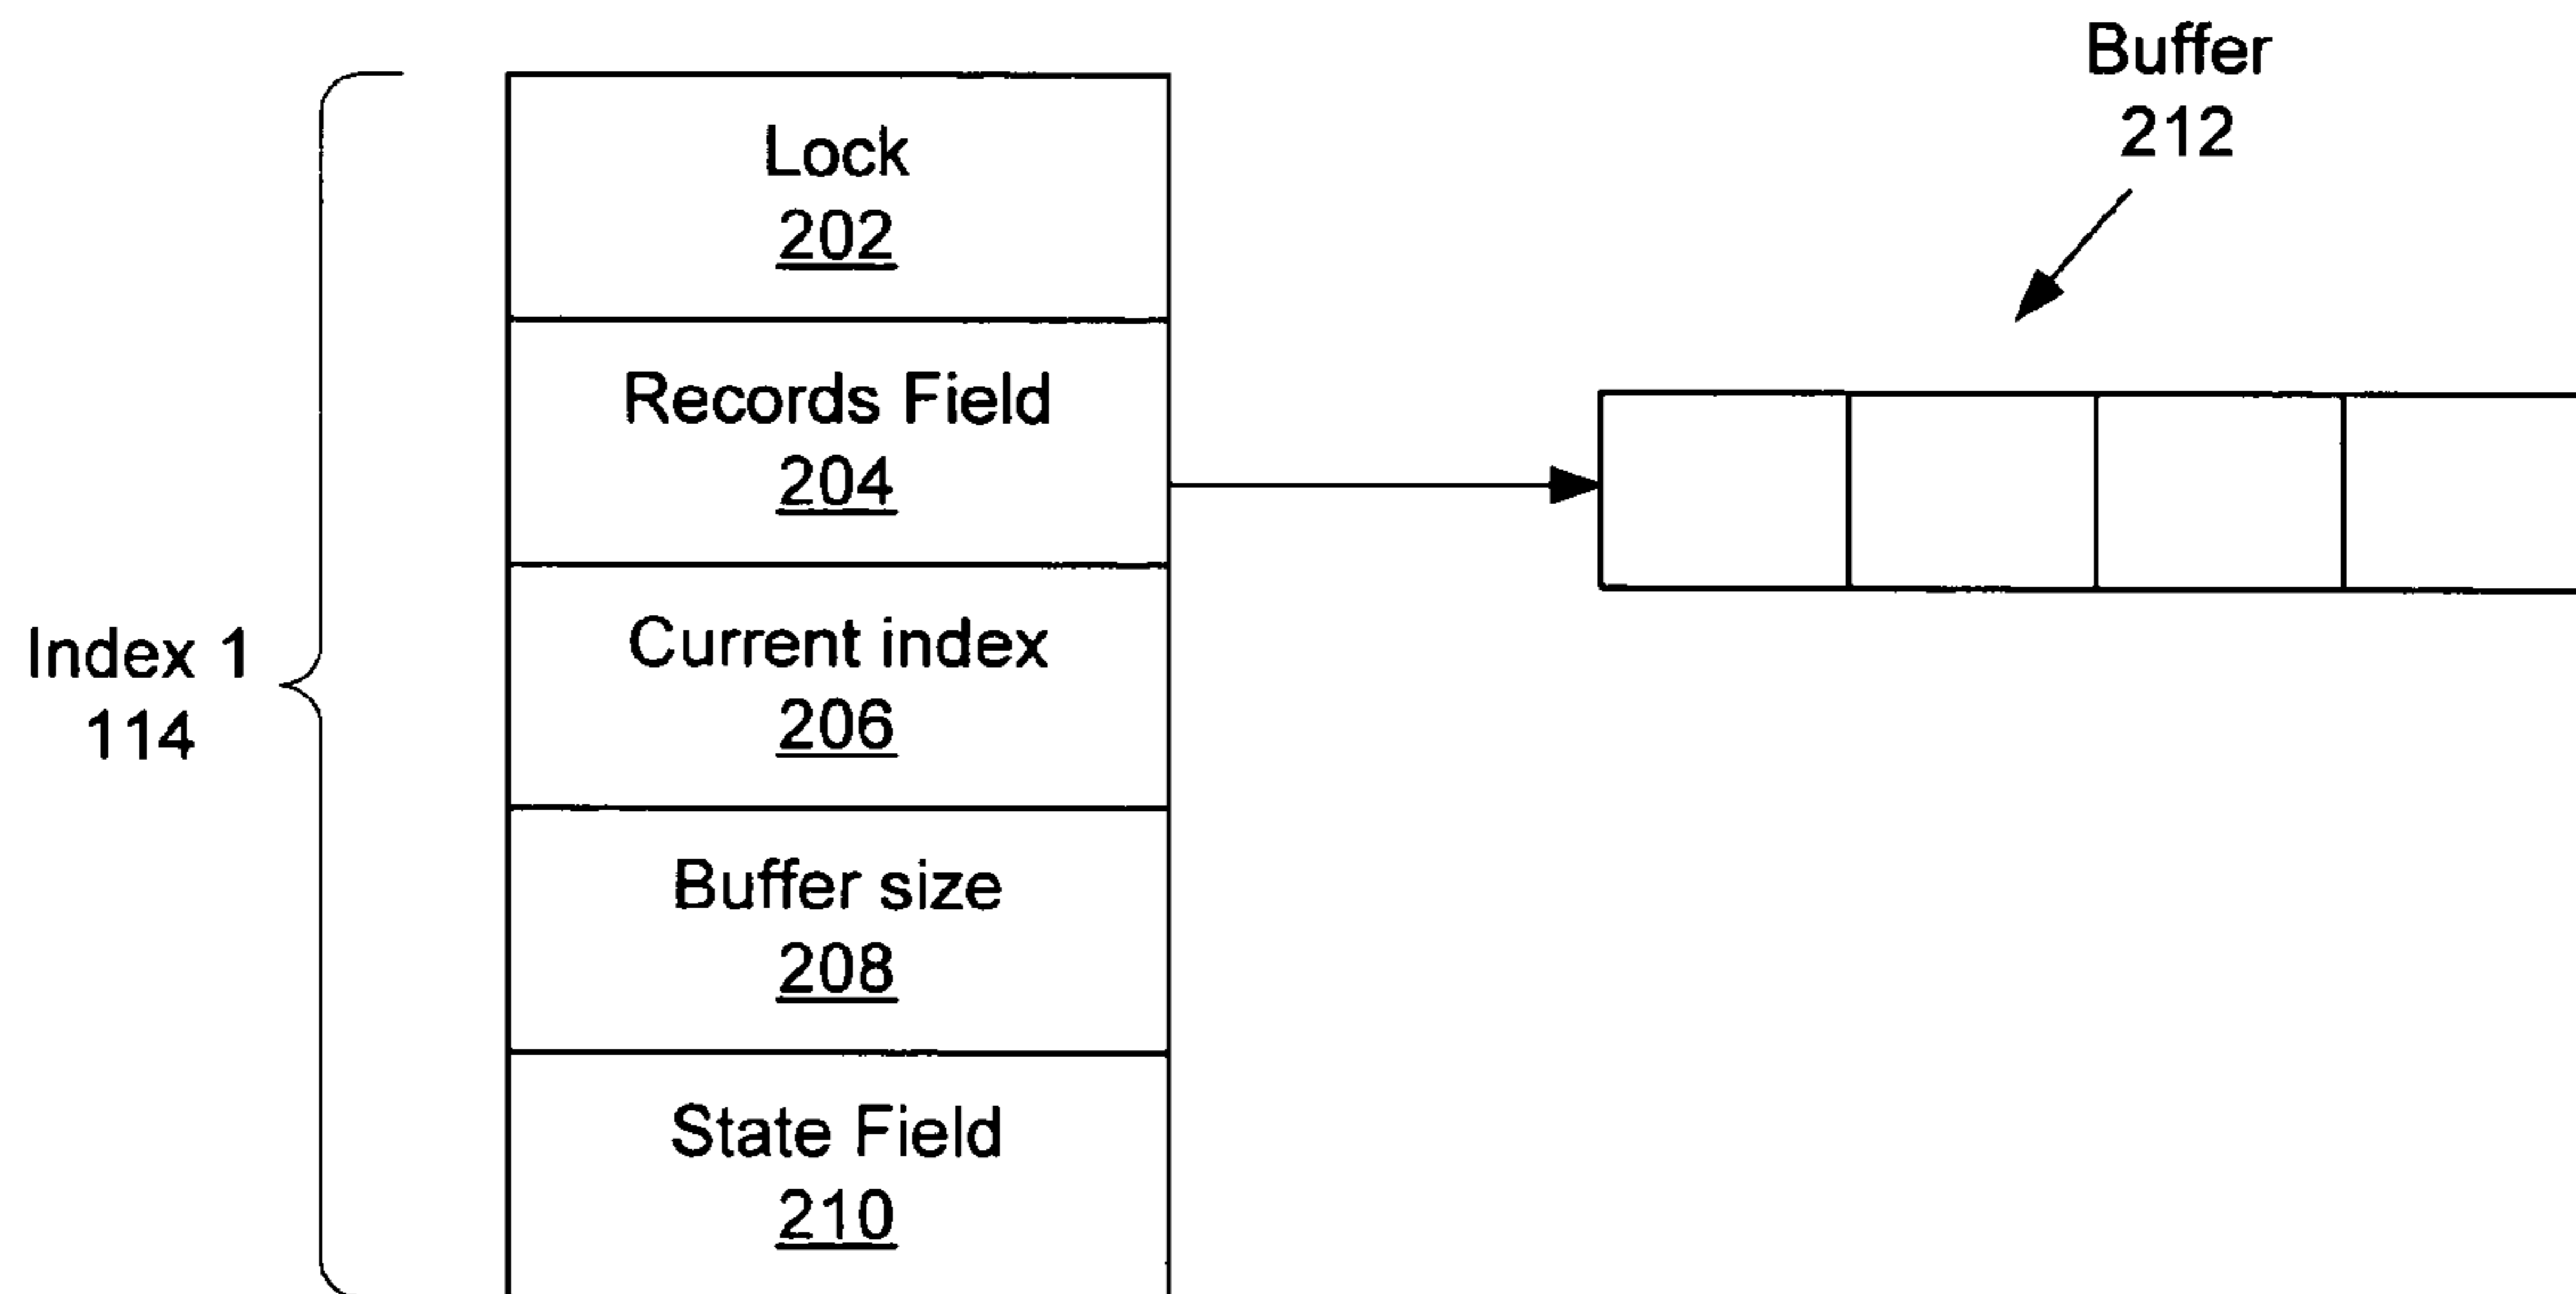 Buffer
212
Lock
202
Records Field
204
Current index
206
Index 1
114
Buffer size
208
State Field
210